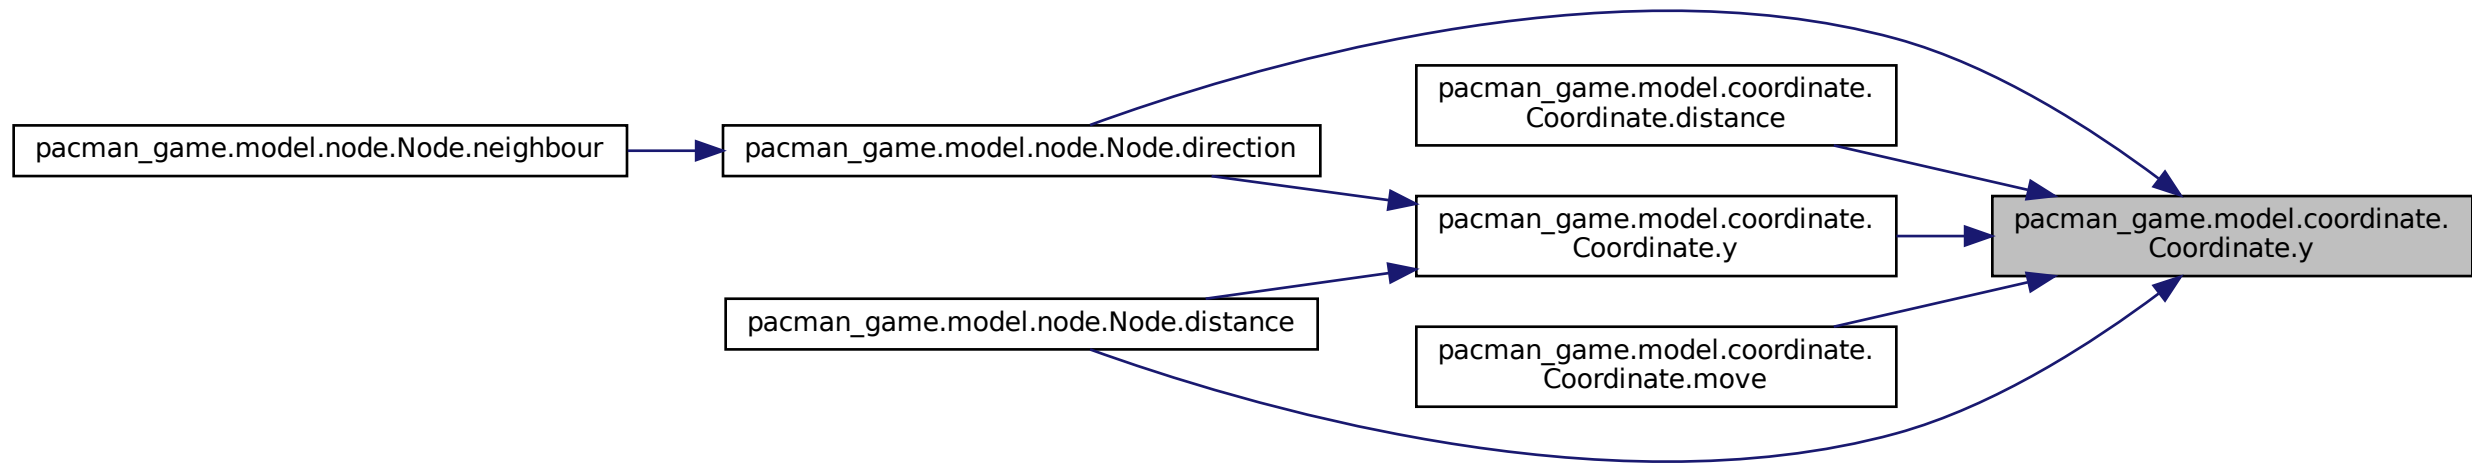 pacman_game.model.node.Node.neighbour
pacman_game.model.node.Node.direction
pacman_game.model.node.Node.distance
pacman_game.model.coordinate.
Coordinate.distance
pacman_game.model.coordinate.
Coordinate.y
pacman_game.model.coordinate.
Coordinate.move
pacman_game.model.coordinate.
Coordinate.y